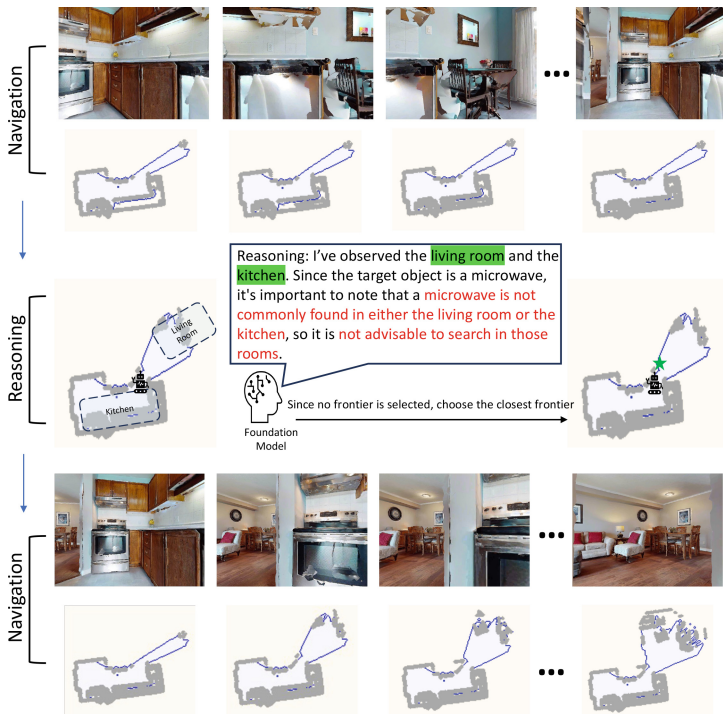 Navigation
Reasoning: I've observed the living room and the
kitchen. Since the target object is a microwave,
it's important to note that a microwave is not
commonly found in either the living room or the
kitchen, so it is not advisable to search in those
rooms.
Reasoning
Living
Room
Kitchen
Since no frontier is selected, choose the closest frontier
Foundation
Model
Navigation